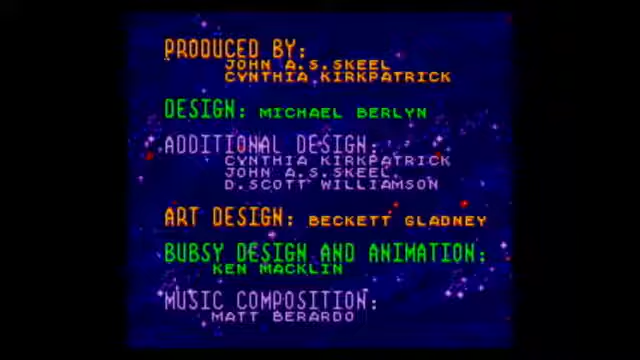 PRODUCED BY:
JOHN A.S.SKEEL
CYNTHIA KIRKPATRICK
DESIGN: MICHAEL BERLYN
ADDITIONAL DESIGN:
CYNTHIA KIRKPATRICK
JOHN A.S.SKEEL
D.SCOTT WILLIAMSON
ART DESIGN: BECKETT GLADNEY
BUBSY DESIGN AND ANIMATION:
KEN MACKLIN
MUSIC COMPOSITION:
MATT BERARDO